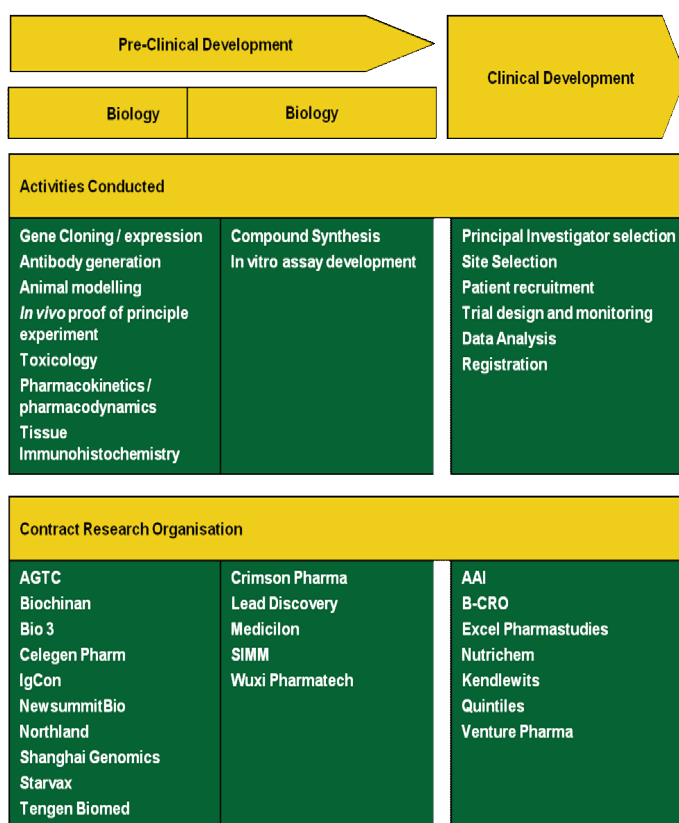 Pre-Clinical Development
Clinical Development
Biology
Biology
Activities Conducted
Gene Cloning / expression
Antibody generation
Animal modelling
In vivo proof of principle
experiment
Toxicology
Pharmacokinetics /
pharmacodynamics
Tissue
Immunohistochemistry
Compound Synthesis
In vitro assay development
Principal Investigator selection
Site Selection
Patient recruitment
Trial design and monitoring
Data Analysis
Registration
Contract Research Organisation
AGTC
Biochinan
Bio 3
Celegen Pharm
IgCon
NewsummitBio
Northland
Shanghai Genomics
Starvax
Tengen Biomed
Crimson Pharma
Lead Discovery
Medicilon
SIMM
Wuxi Pharmatech
AAI
B-CRO
Excel Pharmastudies
Nutrichem
Kendlewits
Quintiles
Venture Pharma